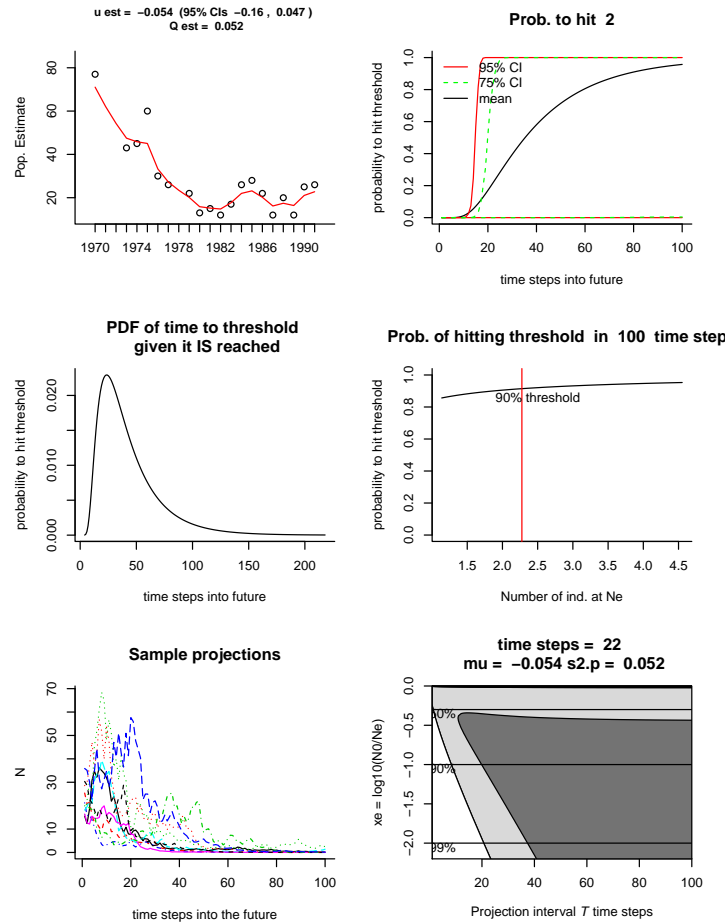 u est = −0.054 (95% CIs −0.16 , 0.047 )
Q est = 0.052
Pop. Estimate
80
60
40
20
1970 1974 1978 1982 1986 1990
Prob. to hit 2
probability to hit threshold
1.0
0.8
0.6
0.4
0.2
0.0
95% CI
75% CI
mean
0 20 40 60 80 100
time steps into future
PDF of time to threshold
given it IS reached
probability to hit threshold
0.020
0.010
0.000
0 50 100 150 200
time steps into future
Prob. of hitting threshold in 100 time step
probability to hit threshold
1.0
0.8
0.6
0.4
0.2
0.0
90% threshold
1.5 2.0 2.5 3.0 3.5 4.0 4.5
Number of ind. at Ne
Sample projections
N
70
50
30
10
0
0 20 40 60 80 100
time steps into the future
time steps = 22
mu = −0.054 s2.p = 0.052
xe = log10(N0/Ne)
0.0
−0.5
−1.0
−1.5
−2.0
90%
99%
20 40 60 80 100
Projection interval T time steps